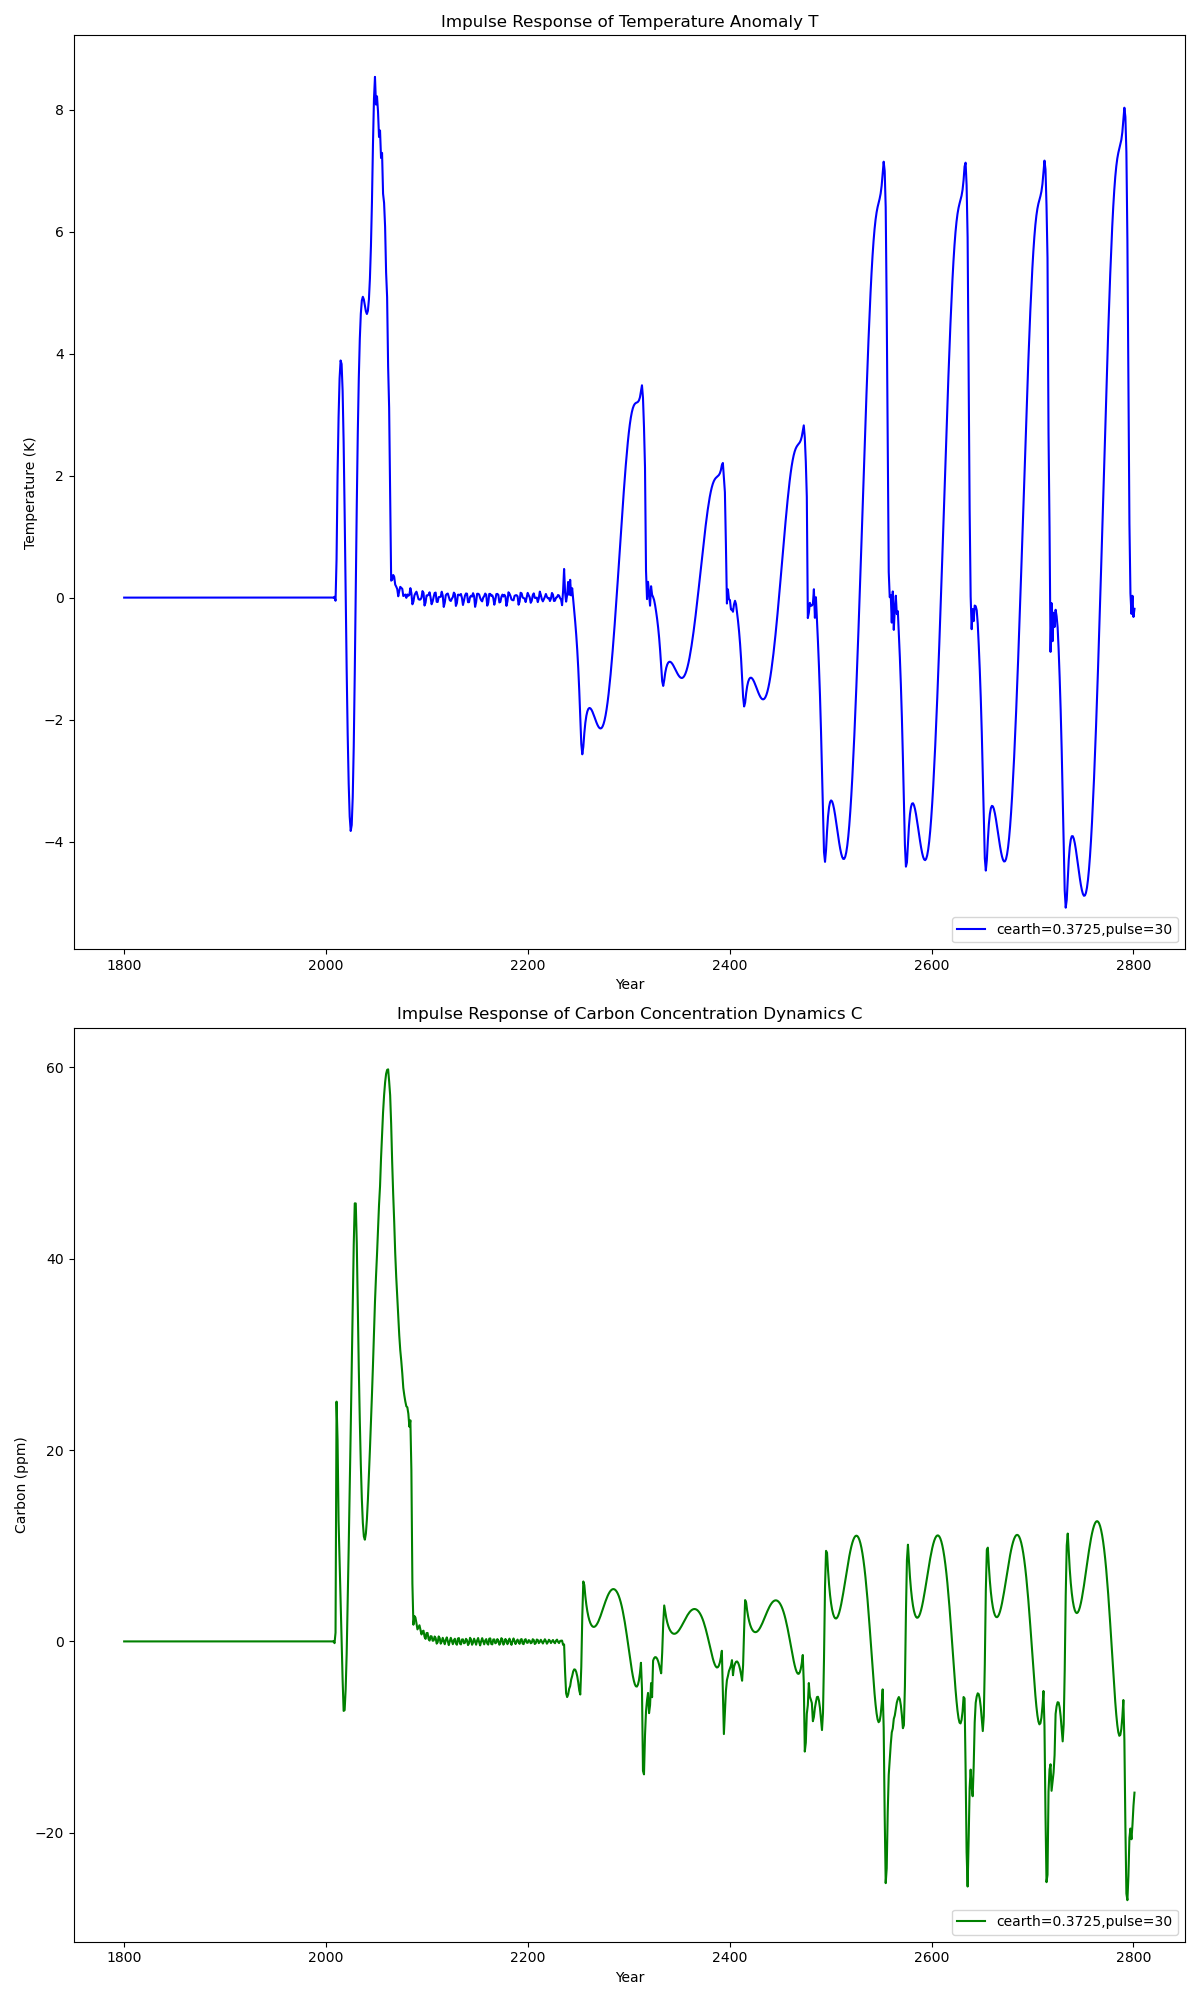 Impulse Response of Temperature Anomaly T
8
6
4
2
0
−2
−4
Temperature (K)
cearth=0.3725,pulse=30
1800 2000 2200 2400 2600 2800
Year
Impulse Response of Carbon Concentration Dynamics C
60
40
20
0
−20
Carbon (ppm)
cearth=0.3725,pulse=30
1800 2000 2200 2400 2600 2800
Year